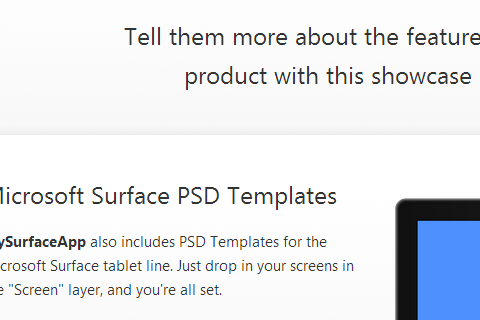 Tell them more about the feature
product with this showcase
Microsoft Surface PSD Templates
ySurfaceApp also includes PSD Templates for the
crosoft Surface tablet line. Just drop in your screens in
e "Screen" layer, and you're all set.